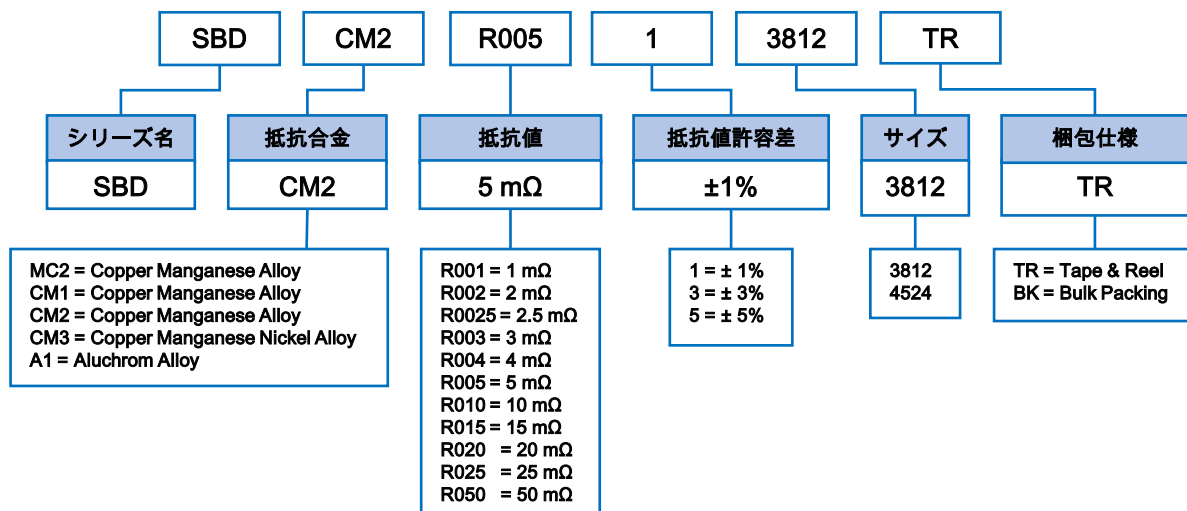 SBD CM2 R005 1 3812 TR
シリーズ名 抵抗合金 抵抗値 抵抗値許容差 サイズ 梱包仕様
SBD CM2 5 mΩ ±1% 3812 TR
MC2 = Copper Manganese Alloy
CM1 = Copper Manganese Alloy
CM2 = Copper Manganese Alloy
CM3 = Copper Manganese Nickel Alloy
A1 = Aluchrom Alloy
R001 = 1 mΩ
R002 = 2 mΩ
R0025 = 2.5 mΩ
R003 = 3 mΩ
R004 = 4 mΩ
R005 = 5 mΩ
R010 = 10 mΩ
R015 = 15 mΩ
R020 = 20 mΩ
R025 = 25 mΩ
R050 = 50 mΩ
1 = ± 1%
3 = ± 3%
5 = ± 5%
3812
4524
TR = Tape & Reel
BK = Bulk Packing